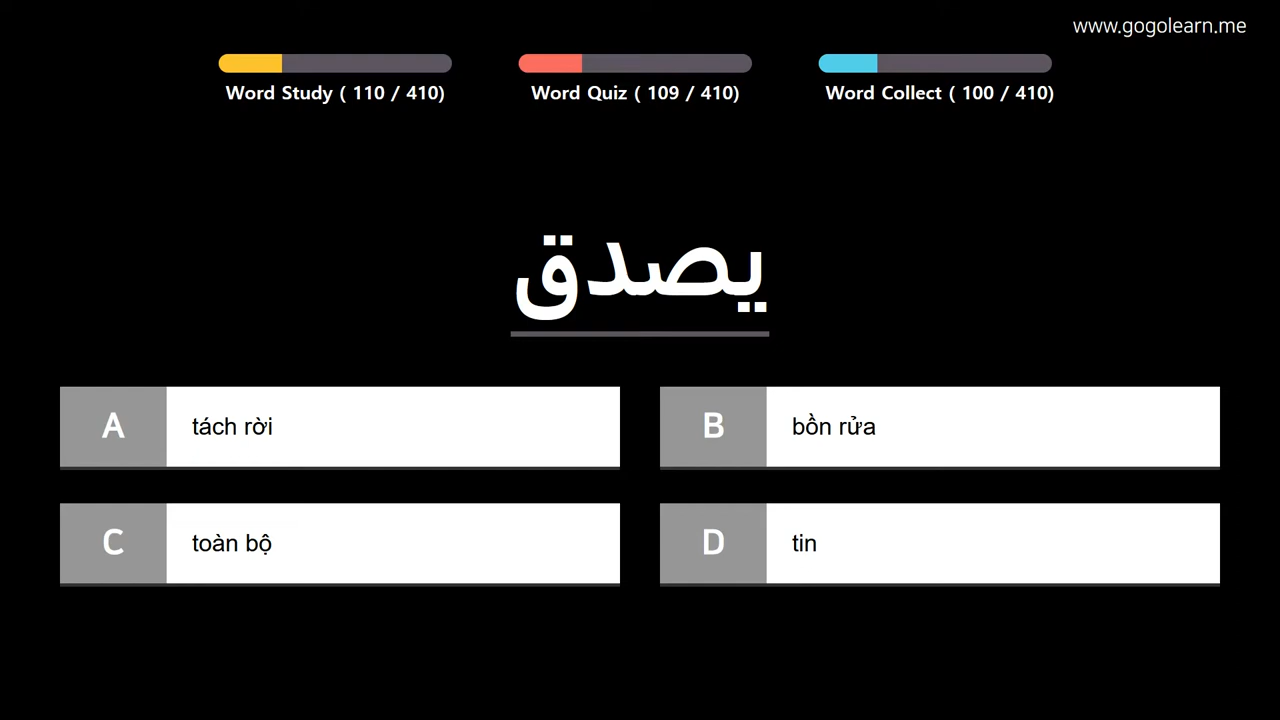 www.gogolearn.me
Word Study ( 110 / 410)
Word Quiz ( 109 / 410)
Word Collect ( 100 / 410)
يصدق
A
tách rời
B
bồn rửa
C
toàn bộ
D
tin